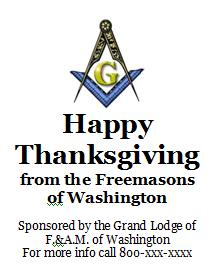 G
Happy
Thanksgiving
from the Freemasons
of Washington
Sponsored by the Grand Lodge of
F.&A.M. of Washington
For more info call 800-xxx-xxxx